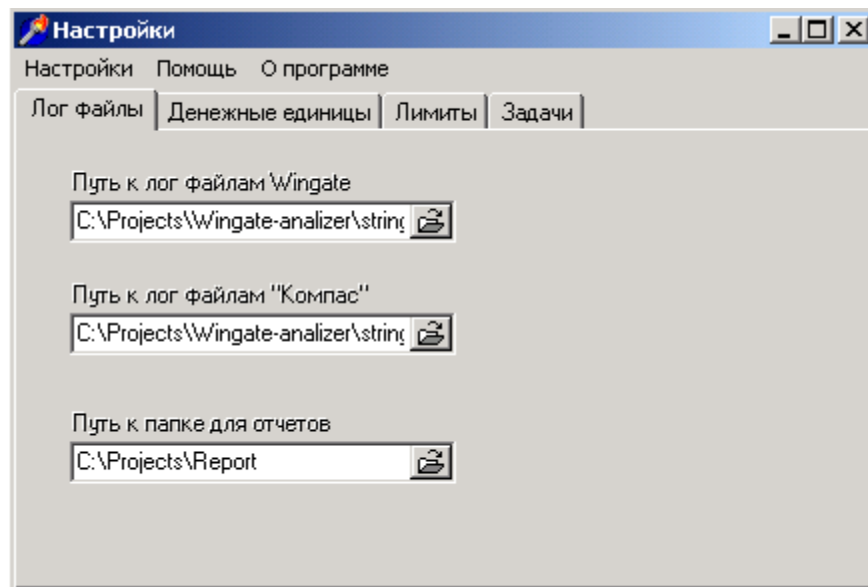 Настройки
Настройки Помощь О программе
Лог файлы Денежные единицы Лимиты Задачи
Путь к лог файлам Wingate
C:\Projects\Wingate-analizer\string
Путь к лог файлам "Компас"
C:\Projects\Wingate-analizer\string
Путь к папке для отчетов
C:\Projects\Report